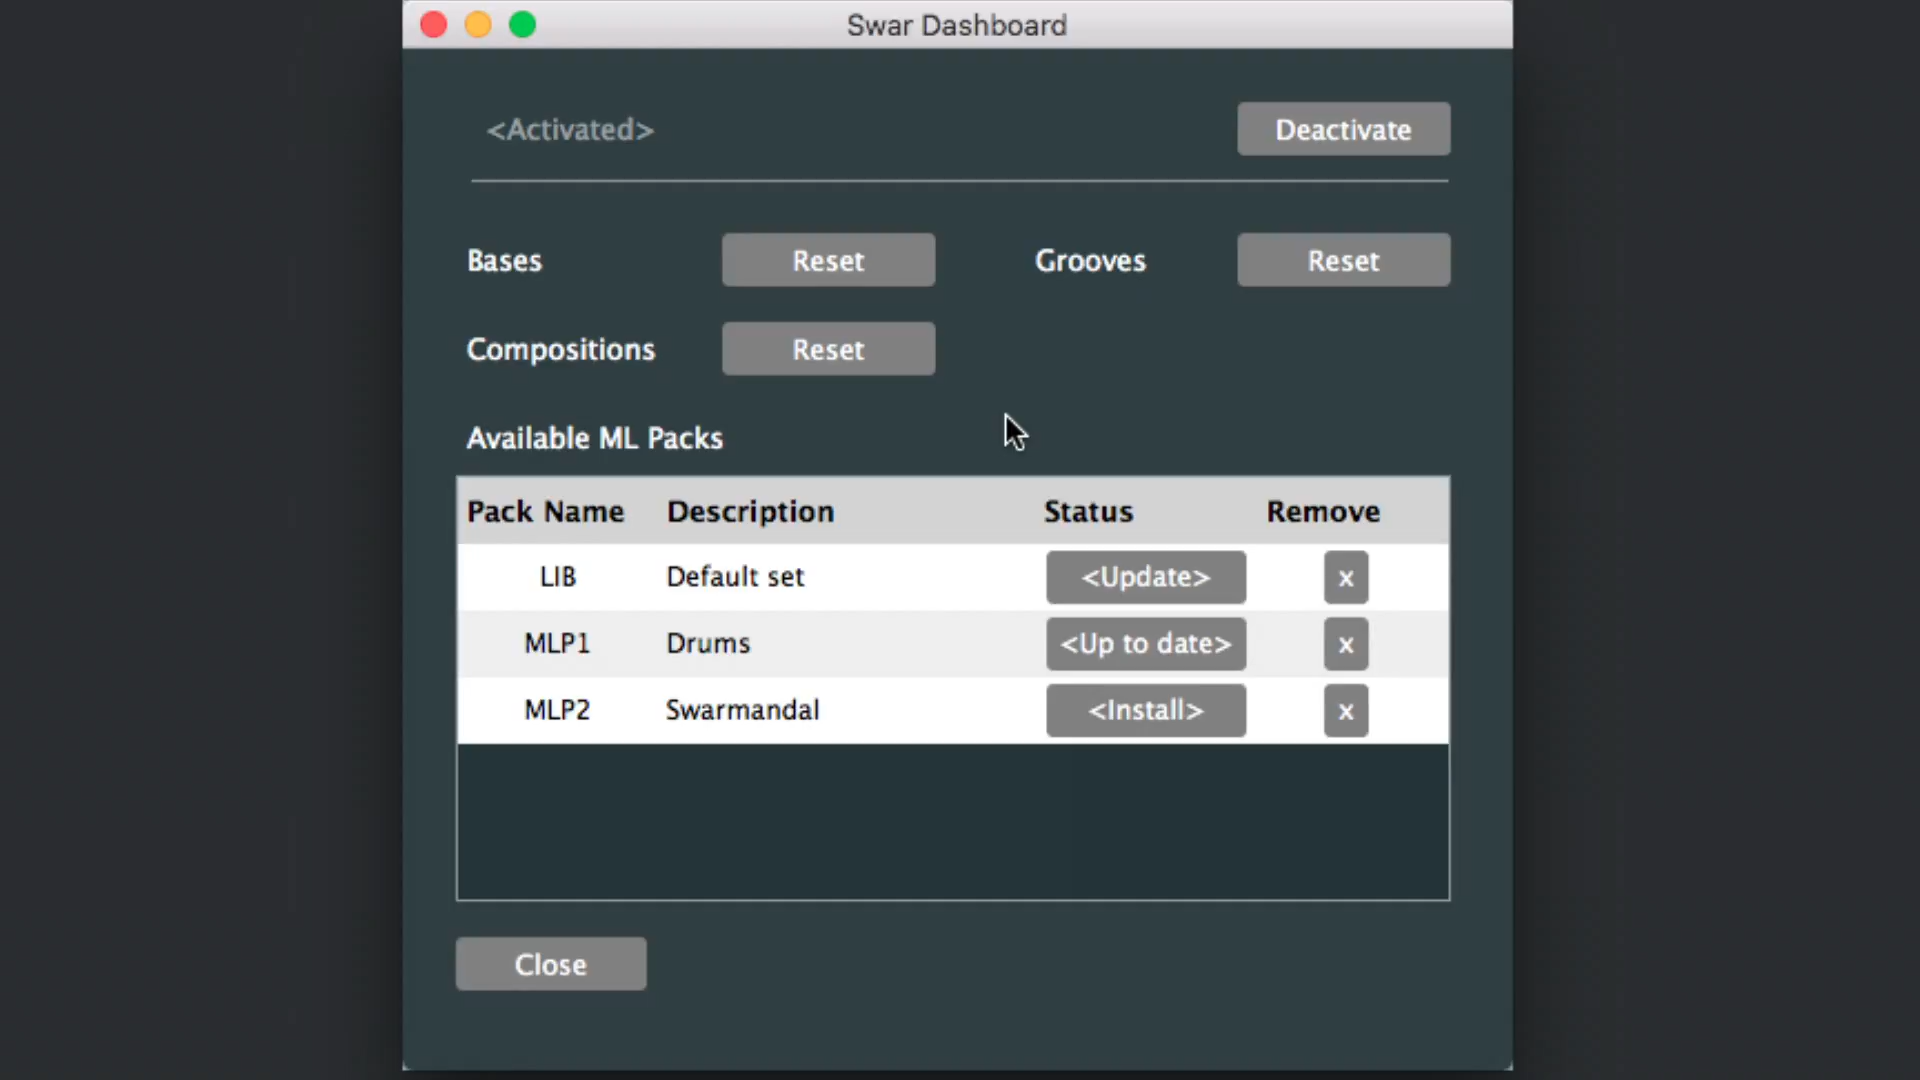 Swar Dashboard
<Activated> Deactivate
Bases Reset Grooves Reset
Compositions Reset
Available ML Packs
Pack Name Description Status Remove
LIB Default set <Update> x
MLP1 Drums <Up to date> x
MLP2 Swarmandal <Install> x
Close